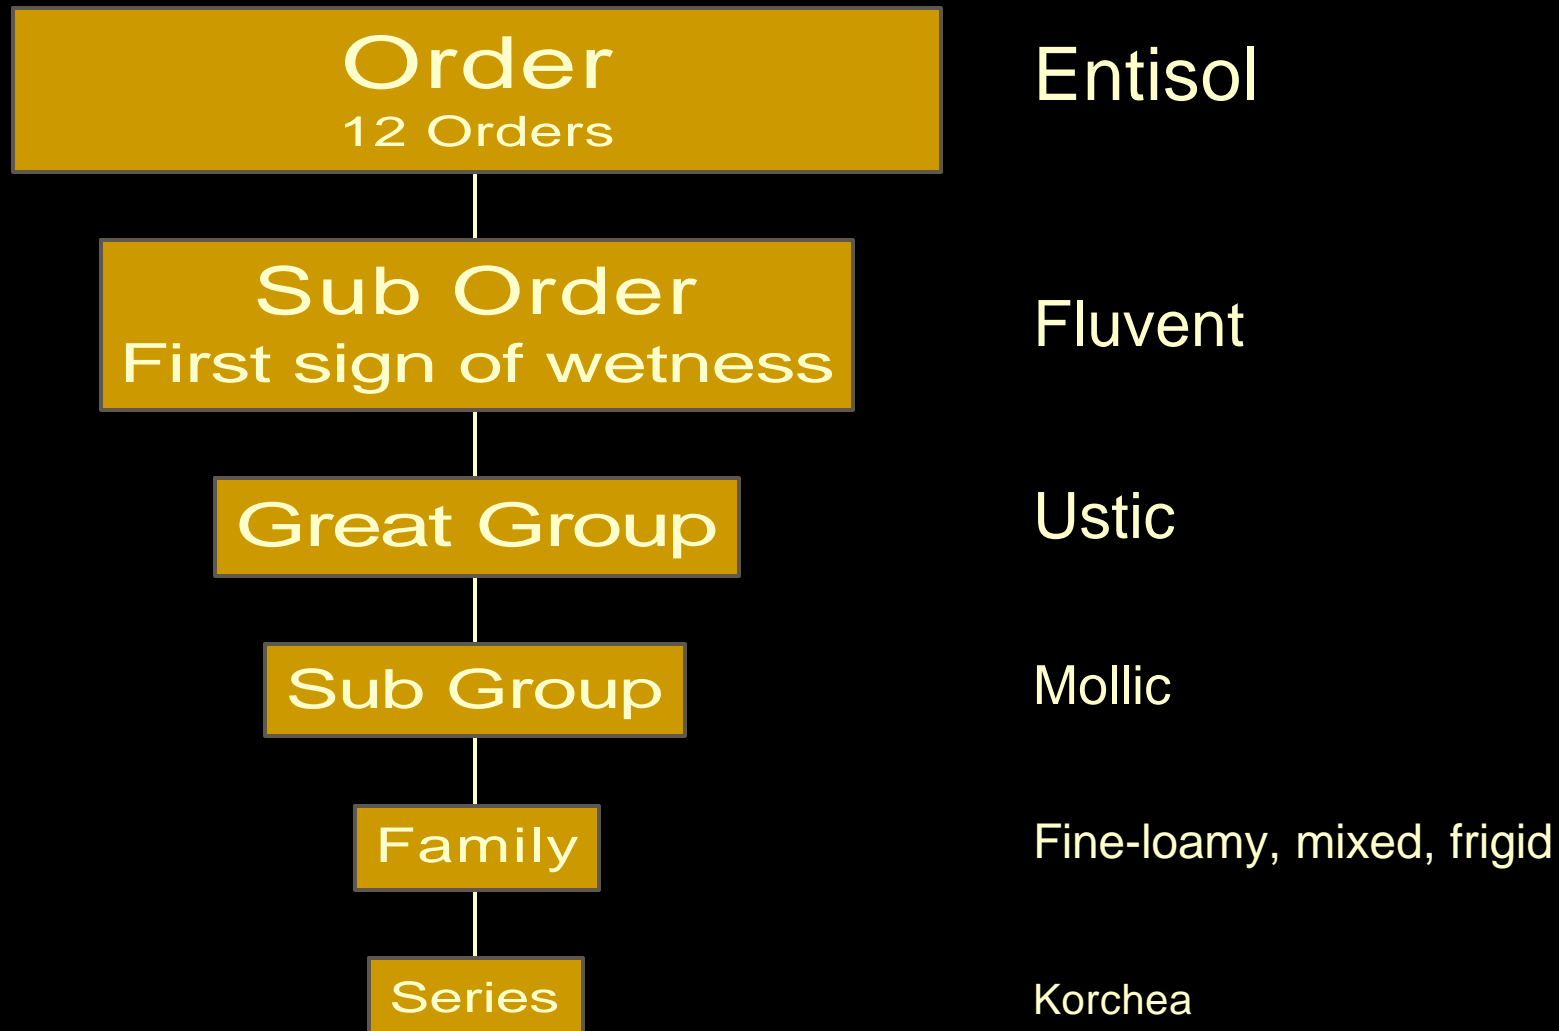 Order
12 Orders
Entisol
Sub Order
First sign of wetness
Fluvent
Great Group
Ustic
Sub Group
Mollic
Family
Fine-loamy, mixed, frigid
Series
Korchea